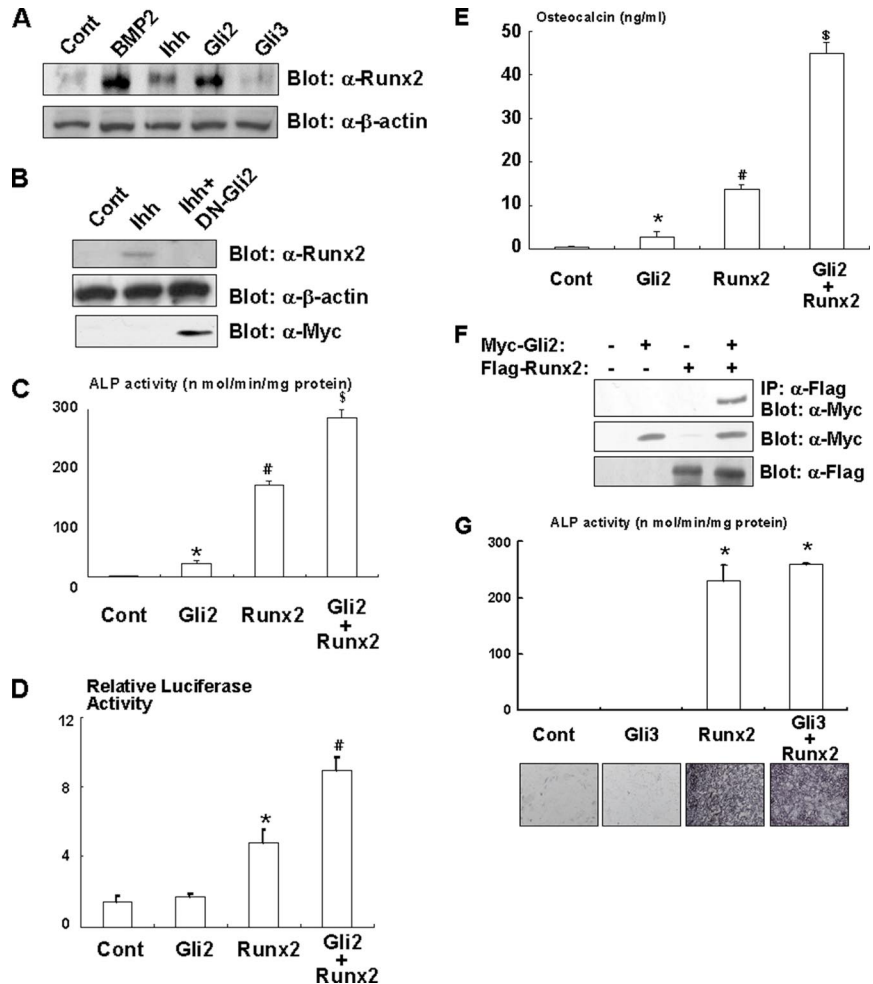 A
Cont BMP2 Ihh Gli2 Gli3
Blot: α-Runx2
Blot: α-β-actin
B
Cont Ihh Ihh+ DN-Gli2
Blot: α-Runx2
Blot: α-β-actin
Blot: α-Myc
C
ALP activity (n mol/min/mg protein)
300
200
100
0
* # $
Cont Gli2 Runx2 Gli2 + Runx2
D
Relative Luciferase
Activity
12
8
4
0
* #
Cont Gli2 Runx2 Gli2 + Runx2
E
Osteocalcin (ng/ml)
50
40
30
20
10
0
* # $
Cont Gli2 Runx2 Gli2 + Runx2
F
Myc-Gli2: - + - +
Flag-Runx2: - - + +
IP: α-Flag
Blot: α-Myc
Blot: α-Myc
Blot: α-Flag
G
ALP activity (n mol/min/mg protein)
300
200
100
0
* *
Cont Gli3 Runx2 Gli3 + Runx2